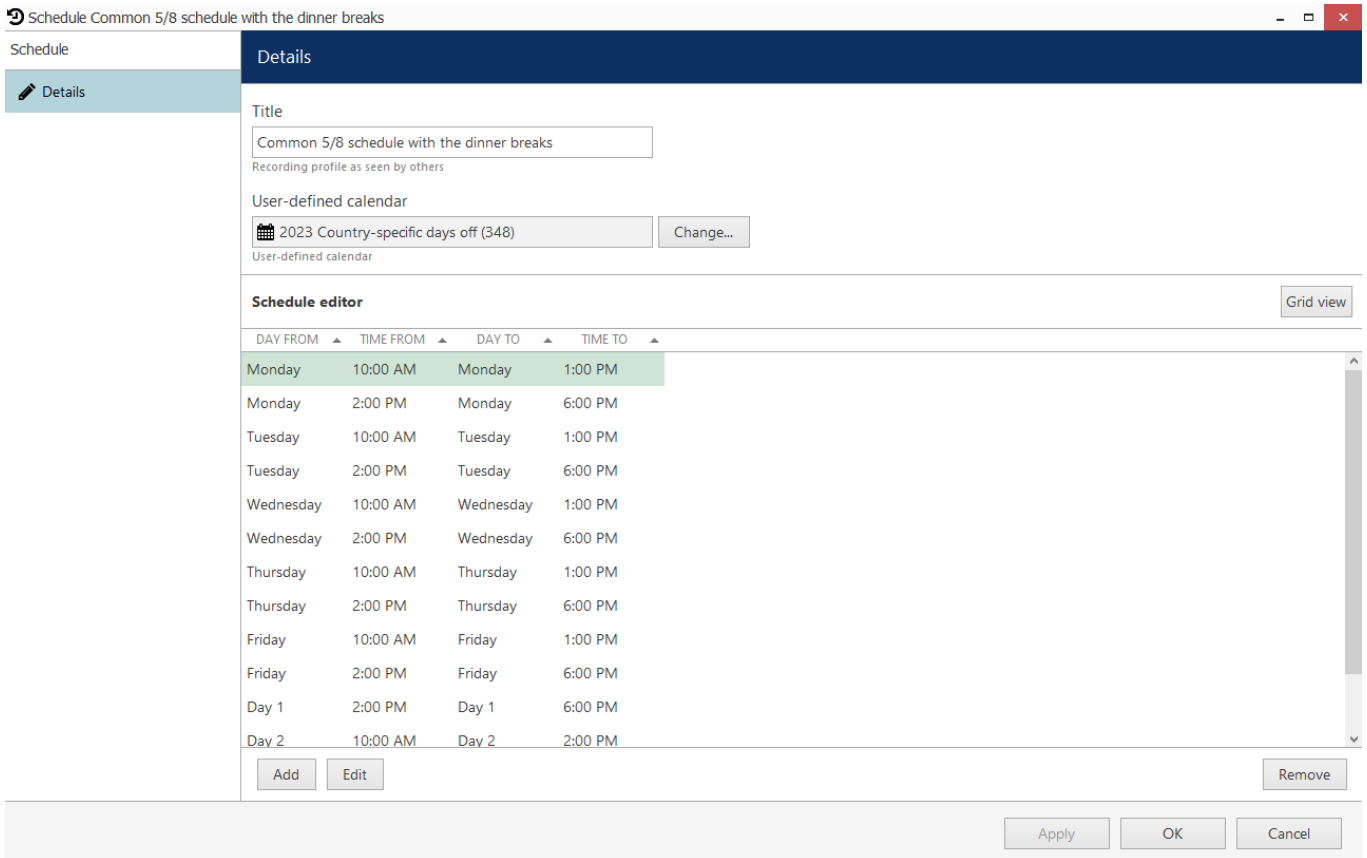 Schedule Common 5/8 schedule with the dinner breaks
Schedule
Details
Details
Title
Common 5/8 schedule with the dinner breaks
Recording profile as seen by others
User-defined calendar
2023 Country-specific days off (348)
Change...
User-defined calendar
Schedule editor
Grid view
DAY FROM TIME FROM DAY TO TIME TO
Monday 10:00 AM Monday 1:00 PM
Monday 2:00 PM Monday 6:00 PM
Tuesday 10:00 AM Tuesday 1:00 PM
Tuesday 2:00 PM Tuesday 6:00 PM
Wednesday 10:00 AM Wednesday 1:00 PM
Wednesday 2:00 PM Wednesday 6:00 PM
Thursday 10:00 AM Thursday 1:00 PM
Thursday 2:00 PM Thursday 6:00 PM
Friday 10:00 AM Friday 1:00 PM
Friday 2:00 PM Friday 6:00 PM
Day 1 2:00 PM Day 1 6:00 PM
Day 2 10:00 AM Day 2 2:00 PM
Add Edit Remove
Apply OK Cancel